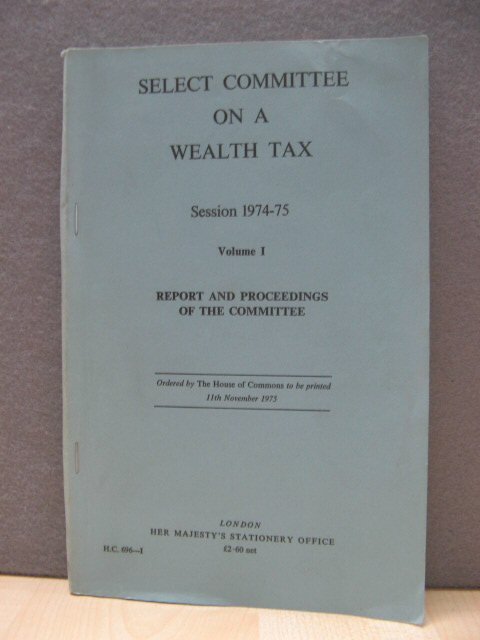 SELECT COMMITTEE
ON A
WEALTH TAX
Session 1974-75
Volume I
REPORT AND PROCEEDINGS
OF THE COMMITTEE
Ordered by The House of Commons to be printed
11th November 1975
LONDON
HER MAJESTY'S STATIONERY OFFICE
H.C. 696—I
£2·60 net